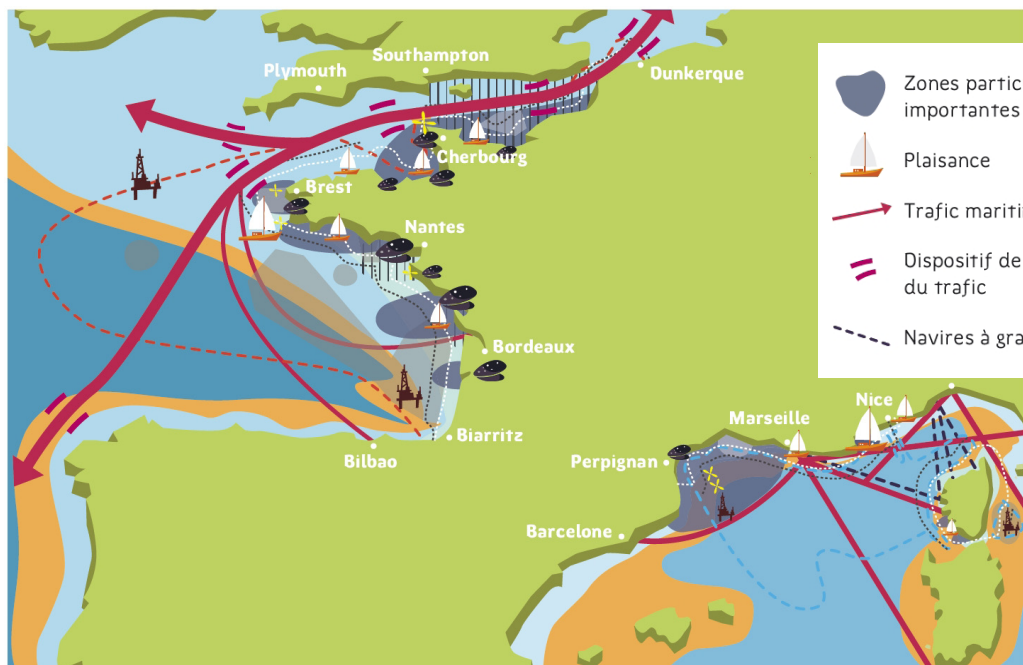 Southampton
Plymouth
Dunkerque
Cherbourg
Brest
Nantes
Bordeaux
Biarritz
Bilbao
Nice
Marseille
Perpignan
Barcelone
Zones partic
importantes
Plaisance
Trafic mariti
Dispositif de
du trafic
Navires à gra